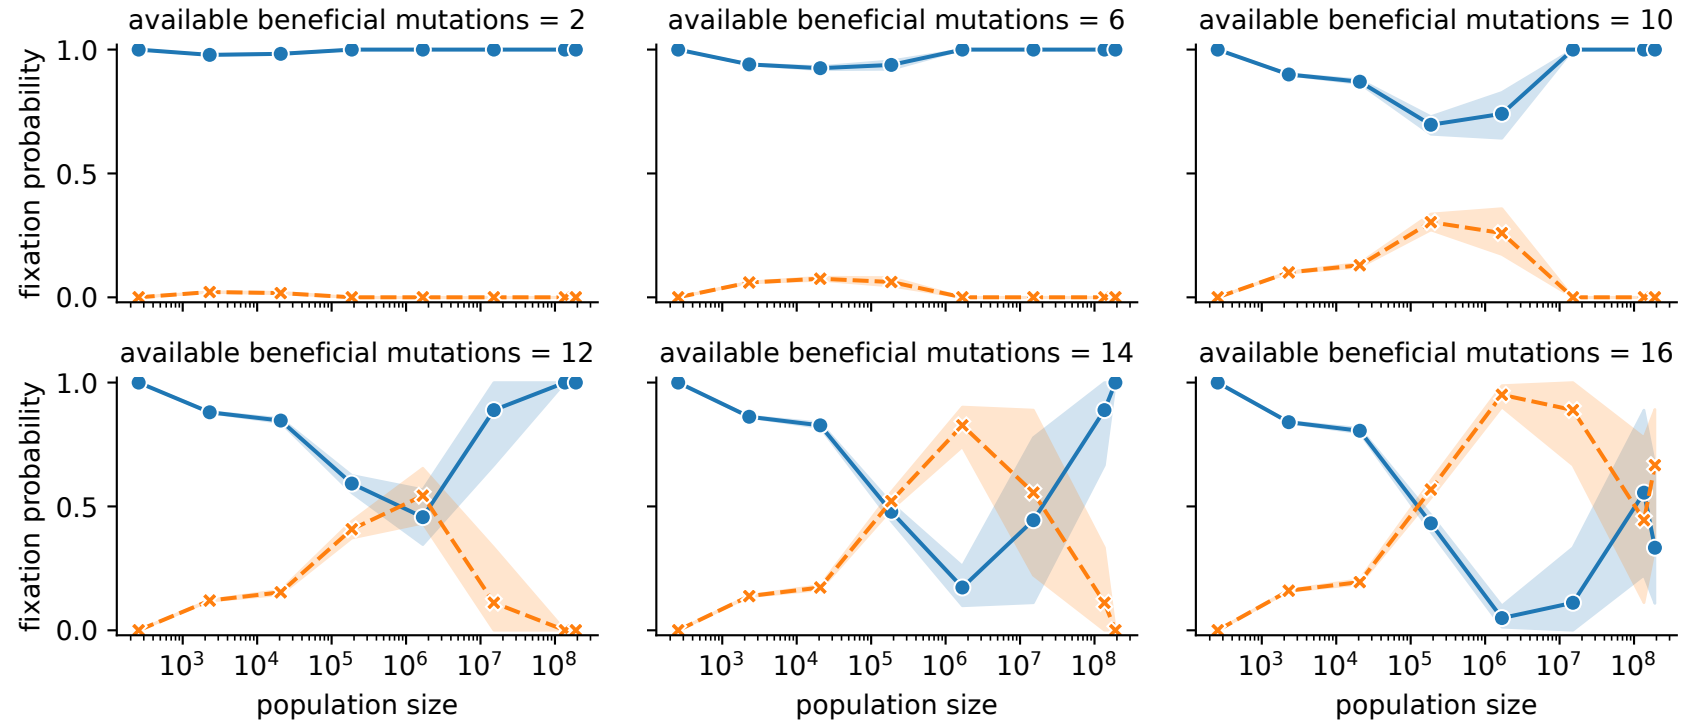 available beneficial mutations = 2
available beneficial mutations = 6
available beneficial mutations = 10
fixation probability
1.0
0.5
0.0
available beneficial mutations = 12
available beneficial mutations = 14
available beneficial mutations = 16
fixation probability
1.0
0.5
0.0
10³ 10⁴ 10⁵ 10⁶ 10⁷ 10⁸
10³ 10⁴ 10⁵ 10⁶ 10⁷ 10⁸
10³ 10⁴ 10⁵ 10⁶ 10⁷ 10⁸
population size
population size
population size